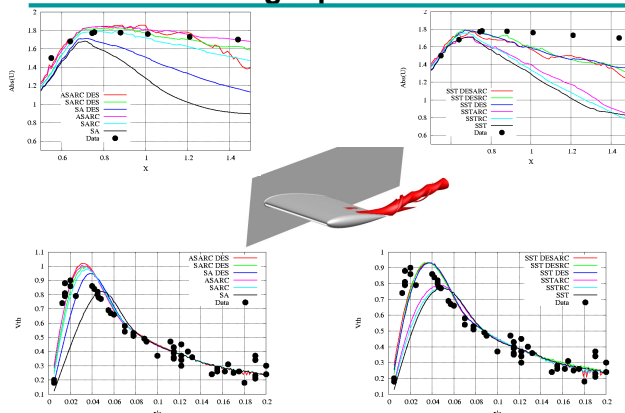 1.8
1.6
1.4
1.2
1
0.8
0.6
Abs(U)
ASARC DES
SARC DES
SA DES
ASARC
SARC
SA
Data
0.6 0.8 1 1.2 1.4
X
1.8
1.6
1.4
1.2
1
0.8
0.6
Abs(U)
SST DESARC
SST DESRC
SST DES
SSTARC
SSTRC
SST
Data
0.6 0.8 1 1.2 1.4
X
1.1
1
0.9
0.8
0.7
0.6
0.5
0.4
0.3
0.2
0.1
Vth
ASARC DES
SARC DES
SA DES
ASARC
SARC
SA
Data
0 0.02 0.04 0.06 0.08 0.1 0.12 0.14 0.16 0.18 0.2
1
0.9
0.8
0.7
0.6
0.5
0.4
0.3
0.2
0.1
Vth
SST DESARC
SST DESRC
SST DES
SSTARC
SSTRC
SST
Data
0 0.02 0.04 0.06 0.08 0.1 0.12 0.14 0.16 0.18 0.2